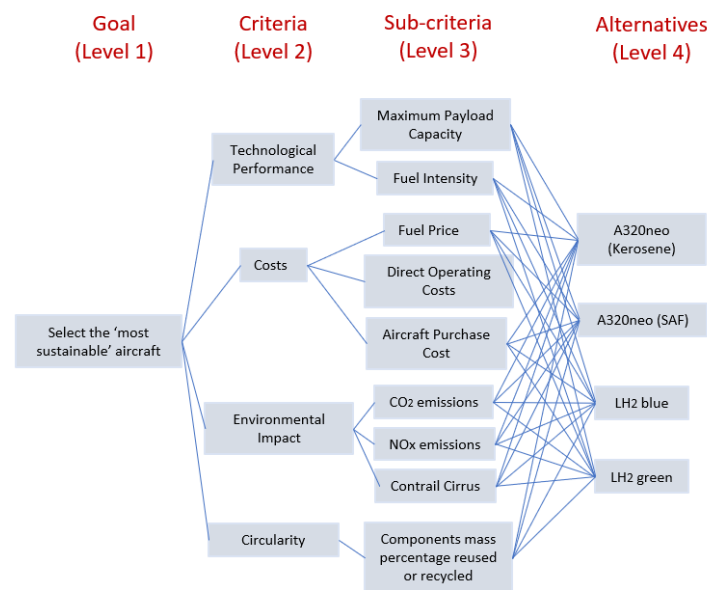 Goal
(Level 1)
Criteria
(Level 2)
Sub-criteria
(Level 3)
Alternatives
(Level 4)
Select the ‘most
sustainable’ aircraft
Technological
Performance
Costs
Environmental
Impact
Circularity
Maximum Payload
Capacity
Fuel Intensity
Fuel Price
Direct Operating
Costs
Aircraft Purchase
Cost
CO2 emissions
NOx emissions
Contrail Cirrus
Components mass
percentage reused
or recycled
A320neo
(Kerosene)
A320neo (SAF)
LH2 blue
LH2 green